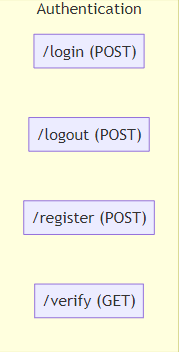 Authentication
/login (POST)
/logout (POST)
/register (POST)
/verify (GET)